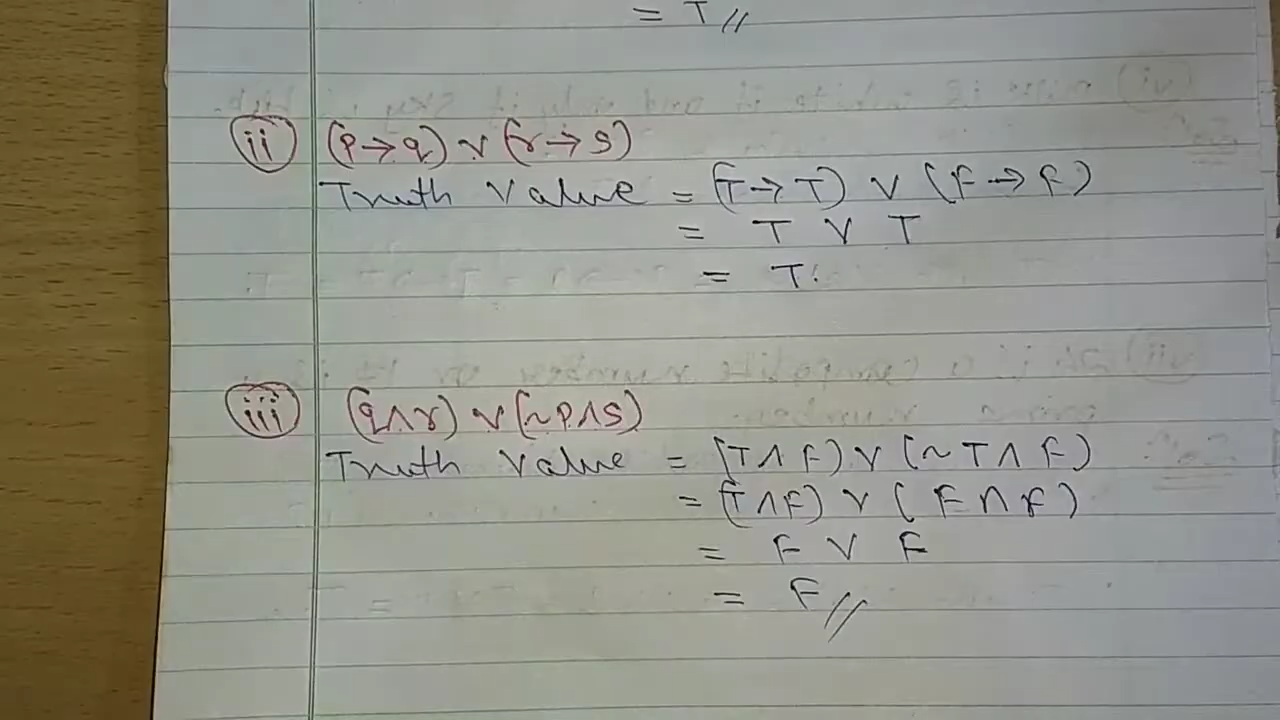 = T //
(ii) (p→q) ∨ (r→s)
Truth Value = (T→T) ∨ (F→F)
= T ∨ T
= T.
(iii) (q∧r) ∨ (~p∧s)
Truth Value = (T∧F) ∨ (~T∧F)
= (T∧F) ∨ (F∧F)
= F ∨ F
= F //